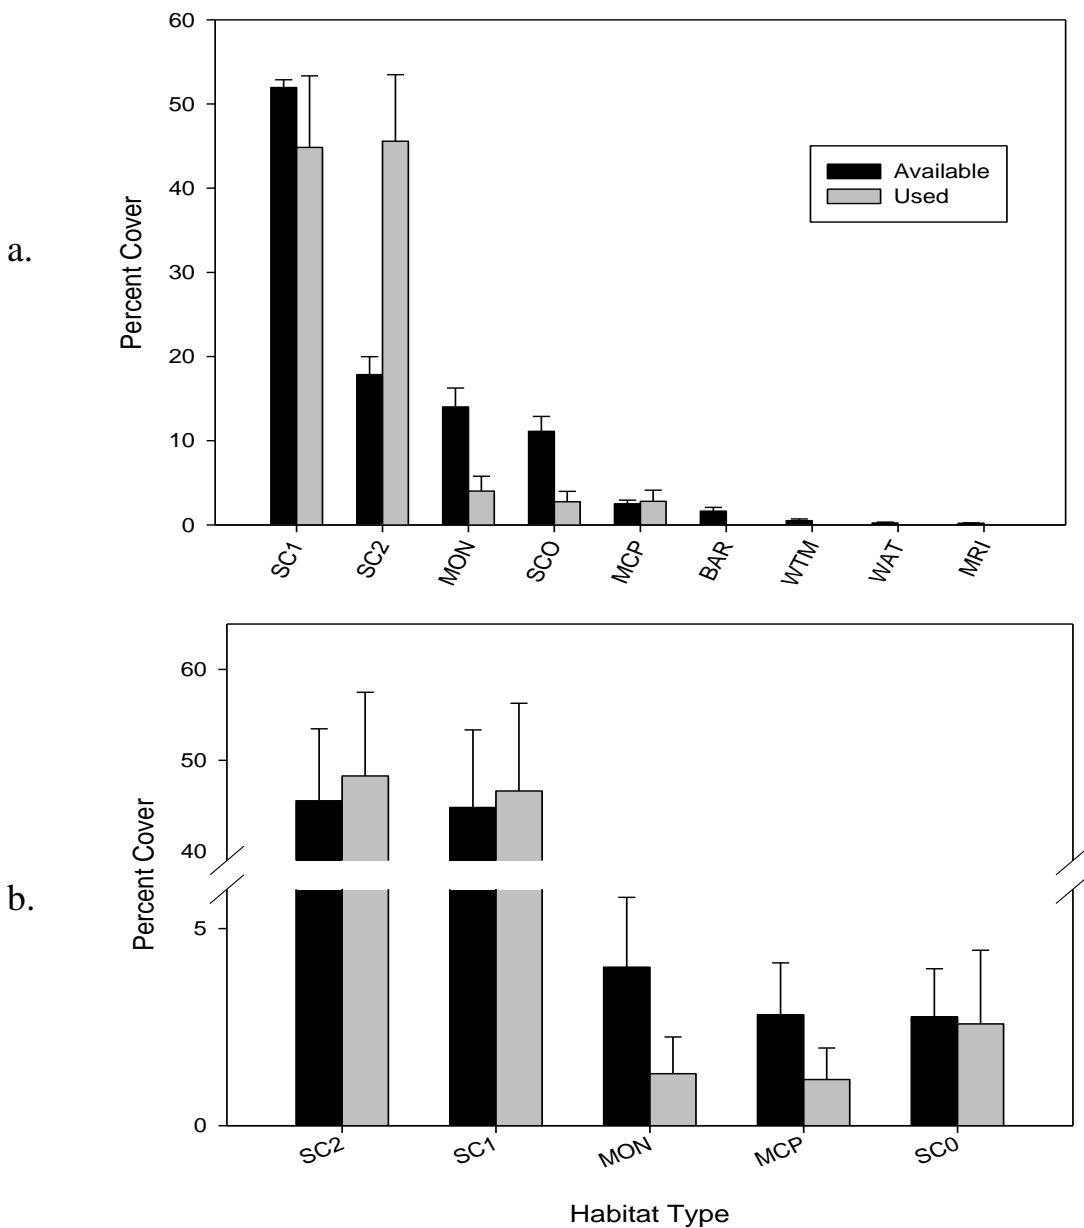 60
50
40
30
20
10
0
Percent Cover
a.
Available
Used
SC1
SC2
MON
SCO
MCP
BAR
WTM
WAT
MRI
60
50
40
5
0
Percent Cover
b.
SC2
SC1
MON
MCP
SC0
Habitat Type